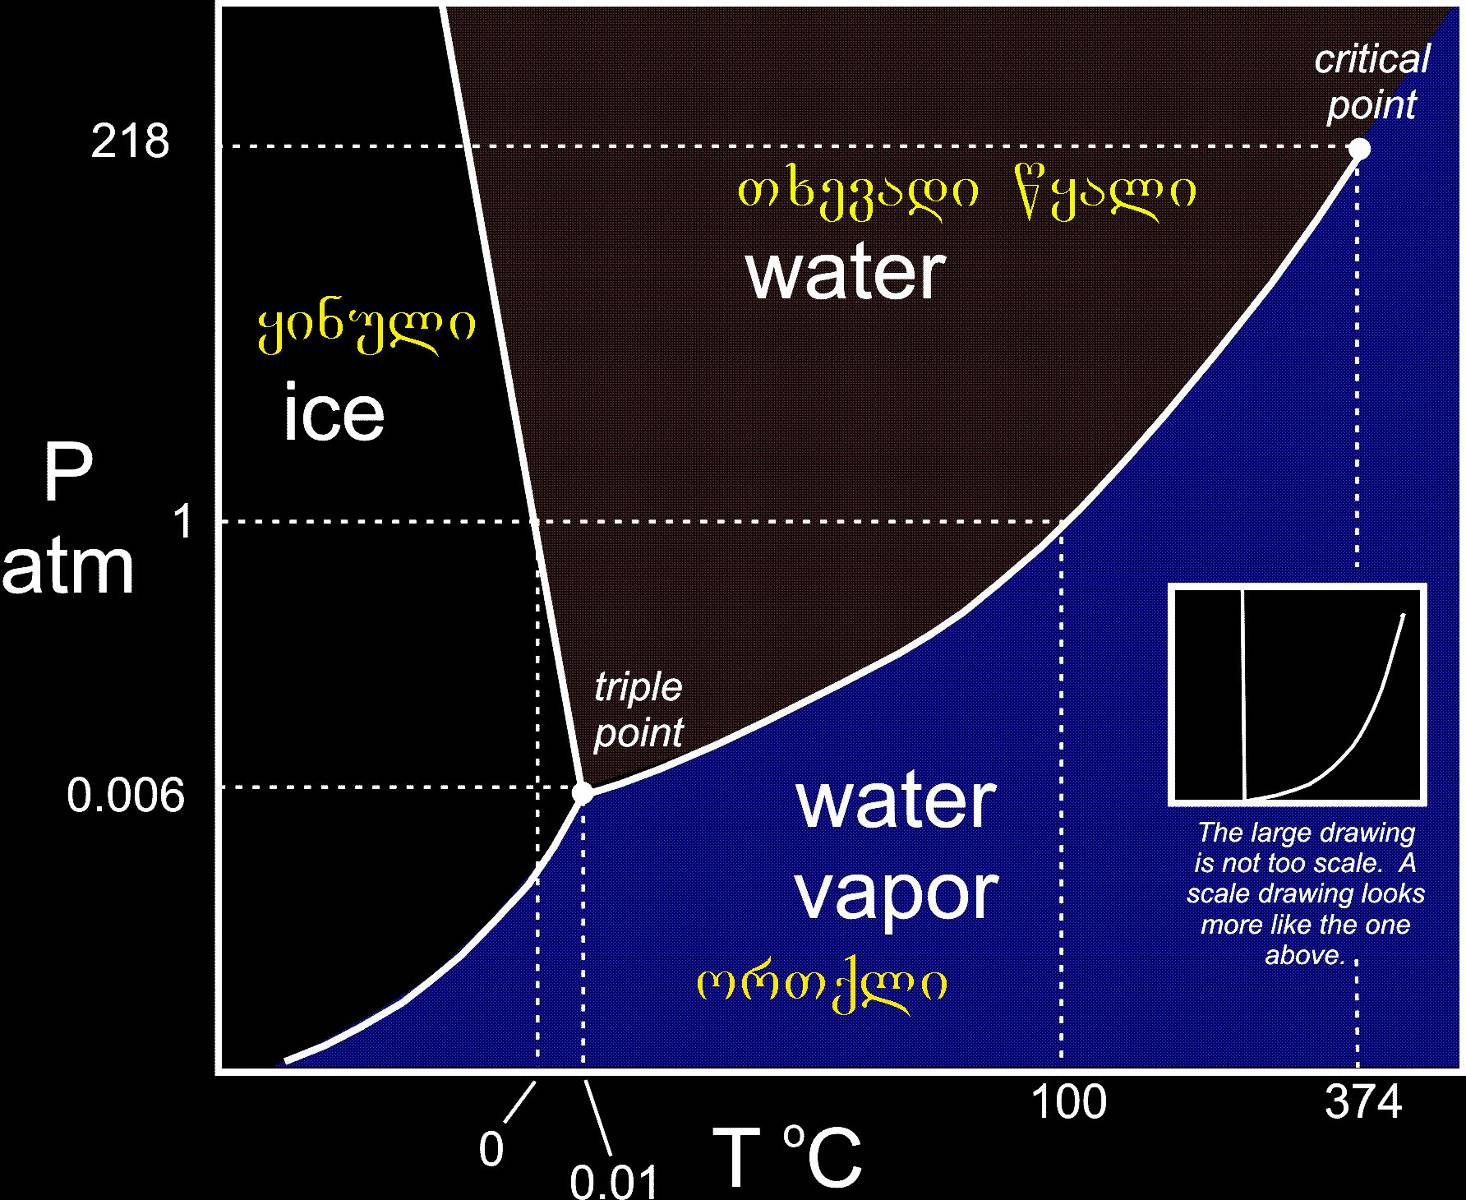 critical
point
218
თხევადი წყალი
water
ყინული
ice
P
atm
1
triple
point
0.006
water
vapor
ორთქლი
The large drawing
is not too scale. A
scale drawing looks
more like the one
above.
0
0.01
100
374
T °C